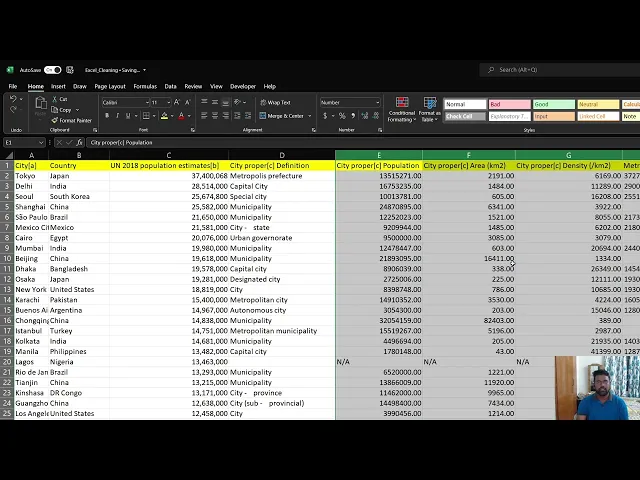 AutoSave On Excel_Cleaning • Saving... Search (Alt+Q)
File Home Insert Draw Page Layout Formulas Data Review View Automate Developer Help
Cut
Copy
Format Painter
Paste
Calibri 11
Wrap Text
Merge & Center
Conditional Formatting
Format as Table
Normal Bad Good Neutral
Check Cell Explanatory T... Input Linked Cell Note
Clipboard Font Alignment Number Styles
E1 City proper[c] Population
A B C D E F G
1 City[a] Country UN 2018 population estimates[b] City proper[c] Definition City proper[c] Population City proper[c] Area (km2) City proper[c] Density (/km2) Metr
2 Tokyo Japan 37,400,068 Metropolis prefecture 13515271.00 2191.00 6169.00 3727
3 Delhi India 28,514,000 Capital City 16753235.00 1484.00 11289.00 2900
4 Seoul South Korea 25,674,800 Special city 10013781.00 605.00 16208.00 2551
5 Shanghai China 25,582,000 Municipality 24870895.00 6341.00 3922.00
6 São Paulo Brazil 21,650,000 Municipality 12252023.00 1521.00 8055.00 2173
7 Mexico Cit Mexico 21,581,000 City - state 9209944.00 1485.00 6202.00
8 Cairo Egypt 20,076,000 Urban governorate 9500000.00 3085.00 3079.00
9 Mumbai India 19,980,000 Municipality 12478447.00 603.00 20694.00 2440
10 Beijing China 19,618,000 Municipality 21893095.00 16411.00 1334.00
11 Dhaka Bangladesh 19,578,000 Capital city 8906039.00 338.00 26349.00 1454
12 Osaka Japan 19,281,000 Designated city 2725006.00 225.00 12111.00 1930
13 New York United States 18,819,000 City 8398748.00 786.00 10685.00
14 Karachi Pakistan 15,400,000 Metropolitan city 14910352.00 3530.00 4224.00 1605
15 Buenos Ai Argentina 14,967,000 Autonomous city 3054300.00 203.00 15046.00 1280
16 Chongqing China 14,838,000 Municipality 32054159.00 82403.00 389.00
17 Istanbul Turkey 14,751,000 Metropolitan municipality 15519267.00 5196.00 2987.00
18 Kolkata India 14,681,000 Municipality 4496694.00 205.00 21935.00
19 Manila Philippines 13,482,000 Capital city 1780148.00 43.00 41399.00
20 Lagos Nigeria 13,463,000 N/A N/A N/A
21 Rio de Jan Brazil 13,293,000 Municipality 6520000.00 1221.00
22 Tianjin China 13,215,000 Municipality 13866009.00 11920.00
23 Kinshasa DR Congo 13,171,000 City - province 11462000.00 9965.00
24 Guangzho China 12,638,000 City (sub - provincial) 14498400.00 7434.00
25 Los Angele United States 12,458,000 City 3990456.00 1214.00